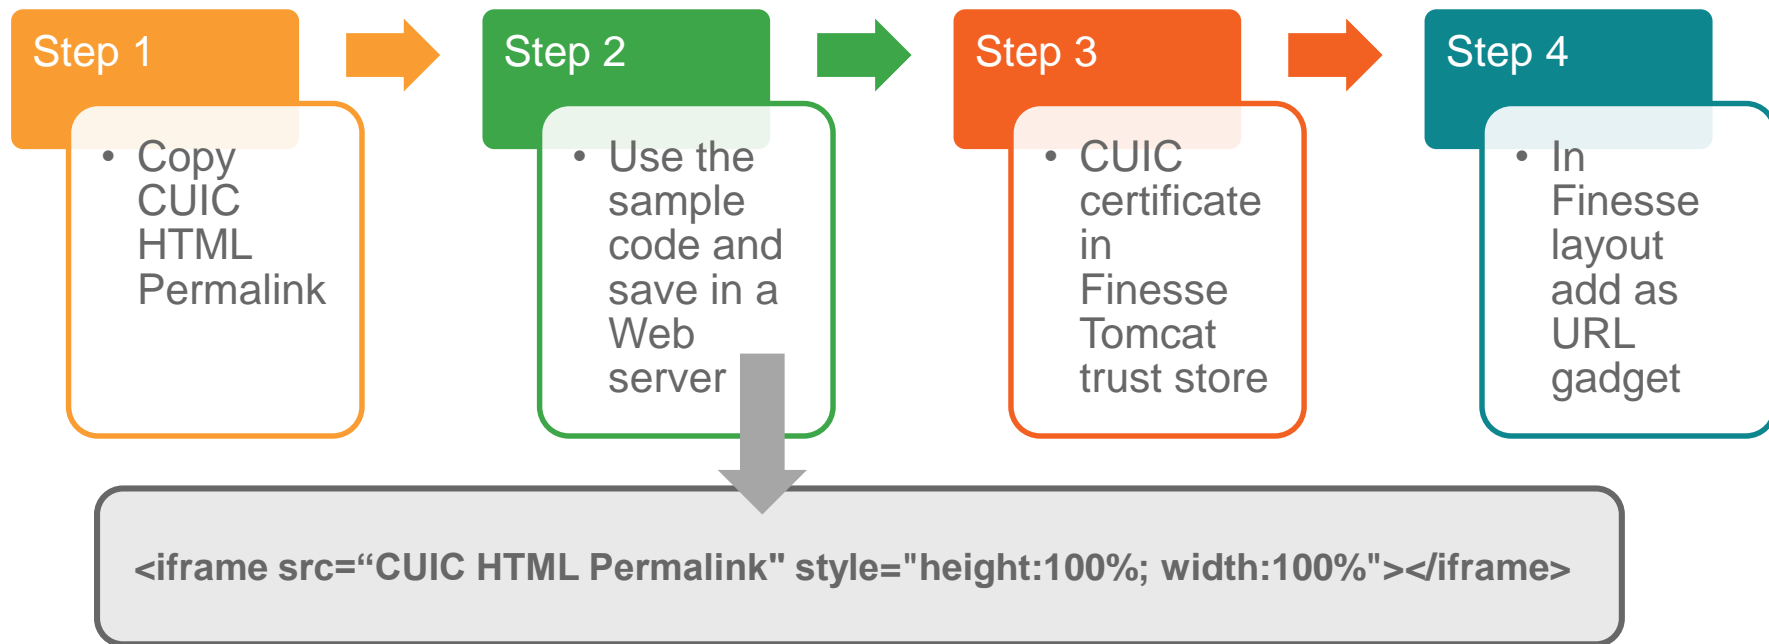 Step 1
• Copy
CUIC
HTML
Permalink
Step 2
• Use the
sample
code and
save in a
Web
server
Step 3
• CUIC
certificate
in
Finesse
Tomcat
trust store
Step 4
• In
Finesse
layout
add as
URL
gadget
<iframe src=“CUIC HTML Permalink" style="height:100%; width:100%"></iframe>